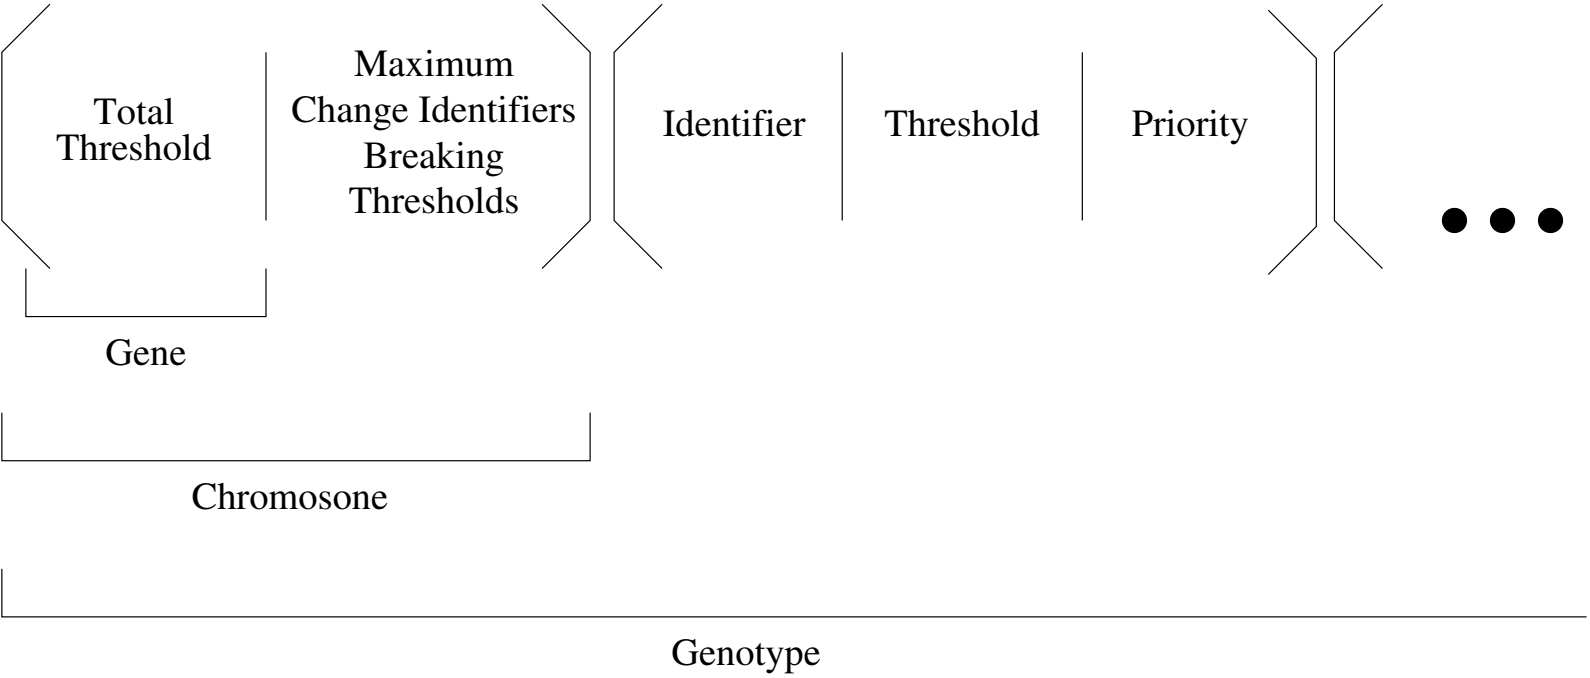 Total
Threshold
Maximum
Change Identifiers
Breaking
Thresholds
Identifier
Threshold
Priority
Gene
Chromosone
Genotype